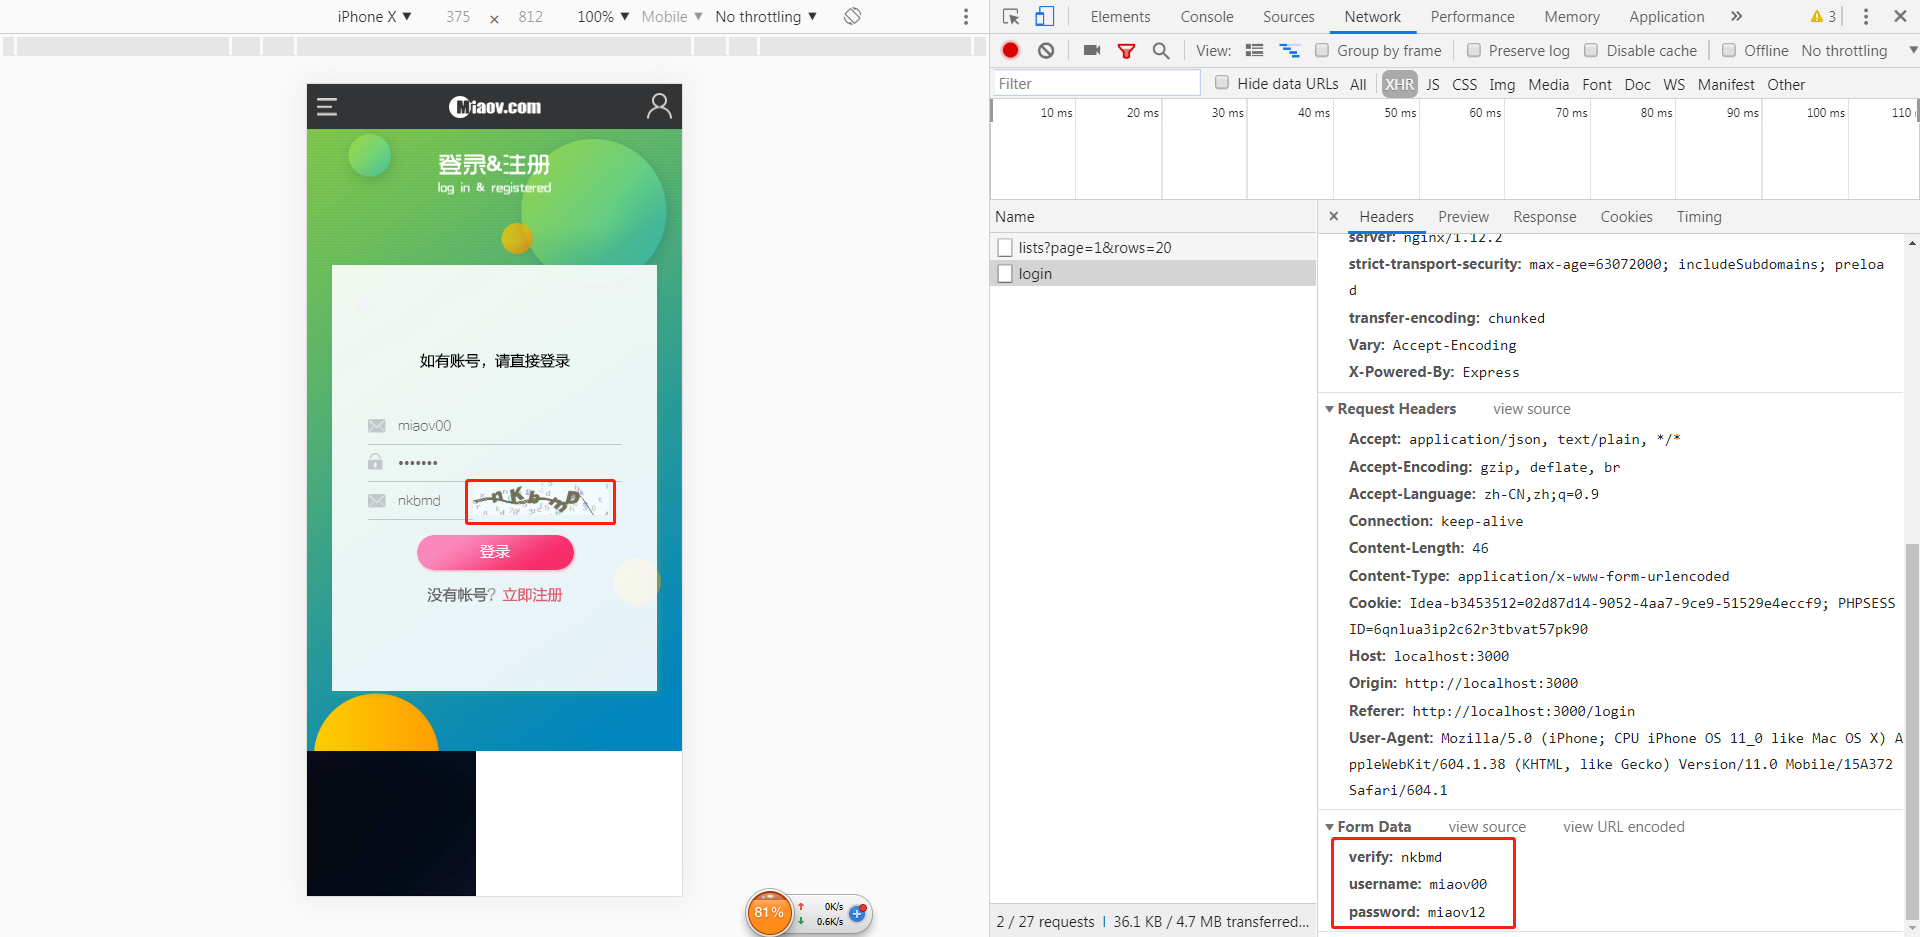 iPhone X ▼ 375 × 812 100% ▼ Mobile ▼ No throttling ▼
Elements Console Sources Network Performance Memory Application » 3
View: Group by frame Preserve log Disable cache Offline No throttling ▼
Filter Hide data URLs All XHR JS CSS Img Media Font Doc WS Manifest Other
10 ms 20 ms 30 ms 40 ms 50 ms 60 ms 70 ms 80 ms 90 ms 100 ms 110
Miaov.com
登录&注册
log in & registered
如有账号，请直接登录
miaov00
•••••••
nkbmd nKbmD
登录
没有帐号? 立即注册
81% 0K/s
0.6K/s
Name
lists?page=1&rows=20
login
2 / 27 requests 36.1 KB / 4.7 MB transferred...
× Headers Preview Response Cookies Timing
server: nginx/1.12.2
strict-transport-security: max-age=63072000; includeSubdomains; preloa
d
transfer-encoding: chunked
Vary: Accept-Encoding
X-Powered-By: Express
▼ Request Headers view source
Accept: application/json, text/plain, */*
Accept-Encoding: gzip, deflate, br
Accept-Language: zh-CN,zh;q=0.9
Connection: keep-alive
Content-Length: 46
Content-Type: application/x-www-form-urlencoded
Cookie: Idea-b3453512=02d87d14-9052-4aa7-9ce9-51529e4eccf9; PHPSESS
ID=6qnlua3ip2c62r3tbvat57pk90
Host: localhost:3000
Origin: http://localhost:3000
Referer: http://localhost:3000/login
User-Agent: Mozilla/5.0 (iPhone; CPU iPhone OS 11_0 like Mac OS X) A
ppleWebKit/604.1.38 (KHTML, like Gecko) Version/11.0 Mobile/15A372
Safari/604.1
▼ Form Data view source view URL encoded
verify: nkbmd
username: miaov00
password: miaov12